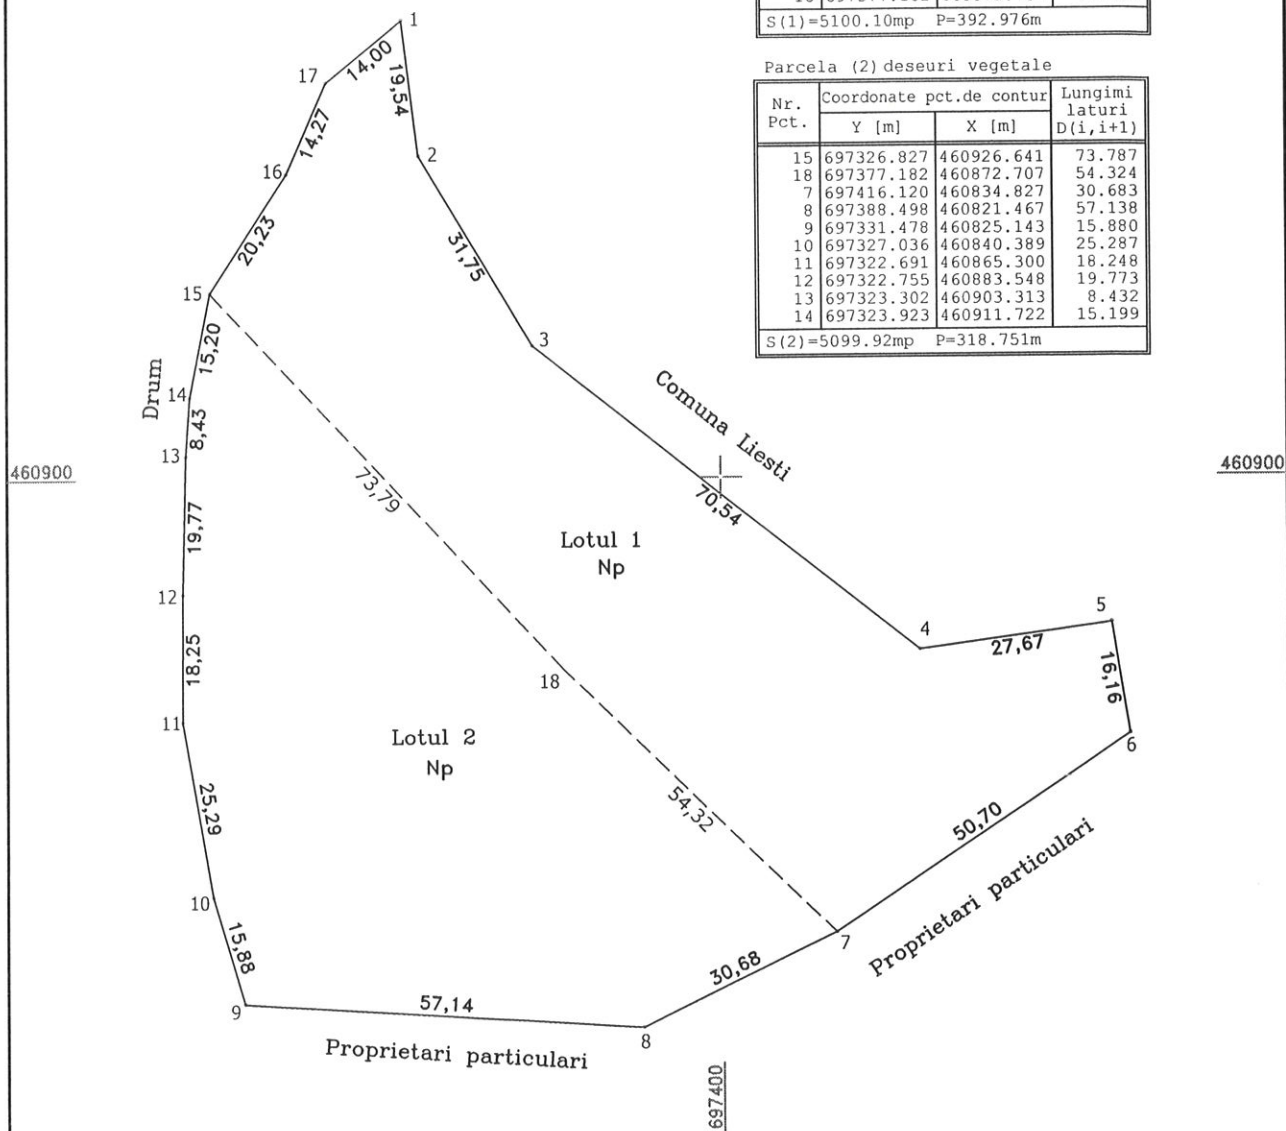 S(1)=5100.10mp P=392.976m
Parcela (2) deseuri vegetale
Nr. Pct. Coordonate pct.de contur Lungimi laturi D(i,i+1)
Y [m] X [m]
15 697326.827 460926.641 73.787
18 697377.182 460872.707 54.324
7 697416.120 460834.827 30.683
8 697388.498 460821.467 57.138
9 697331.478 460825.143 15.880
10 697327.036 460840.389 25.287
11 697322.691 460865.300 18.248
12 697322.755 460883.548 19.773
13 697323.302 460903.313 8.432
14 697323.923 460911.722 15.199
S(2)=5099.92mp P=318.751m
1
14,00
17
19,54
14,27
2
16
20,23
31,75
15
3
15,20
Drum
14
8,43
Comuna Liesti
13
460900
460900
73,79
70,54
19,77
Lotul 1
Np
12
5
4
27,67
18,25
16,16
18
11
Lotul 2
Np
6
25,29
54,32
50,70
Proprietari particulari
10
15,88
7
30,68
9
57,14
8
Proprietari particulari
697400